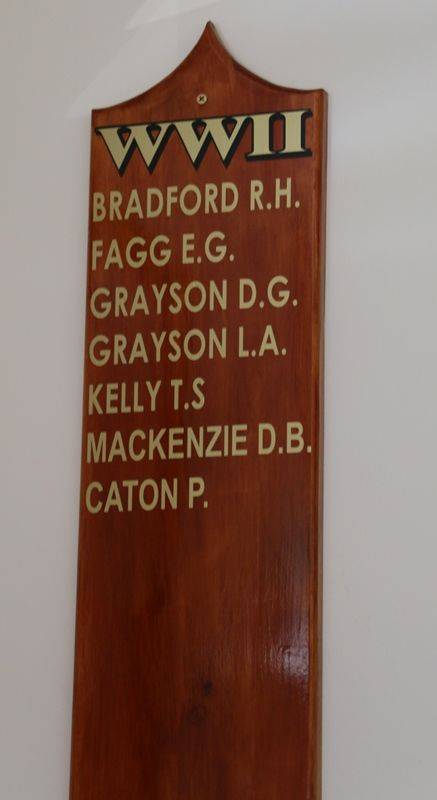 WWII
BRADFORD R.H.
FAGG E.G.
GRAYSON D.G.
GRAYSON L.A.
KELLY T.S
MACKENZIE D.B.
CATON P.